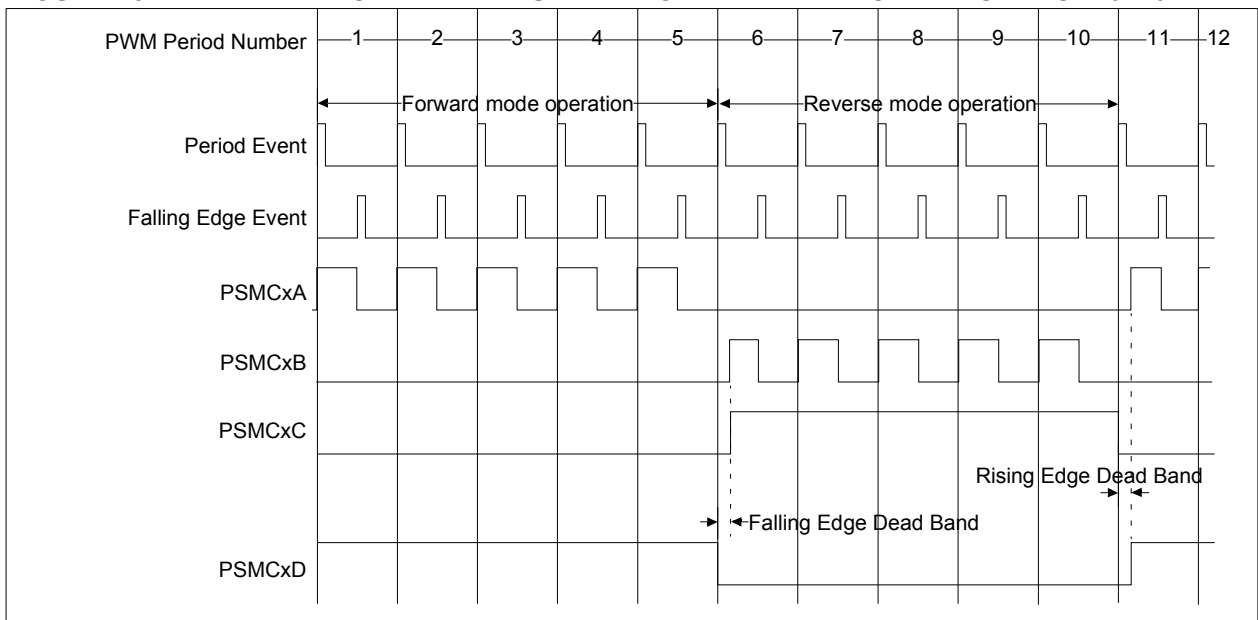 PWM Period Number 1 2 3 4 5 6 7 8 9 10 11 12
Forward mode operation Reverse mode operation
Period Event
Falling Edge Event
PSMCxA
PSMCxB
PSMCxC
Rising Edge Dead Band
Falling Edge Dead Band
PSMCxD